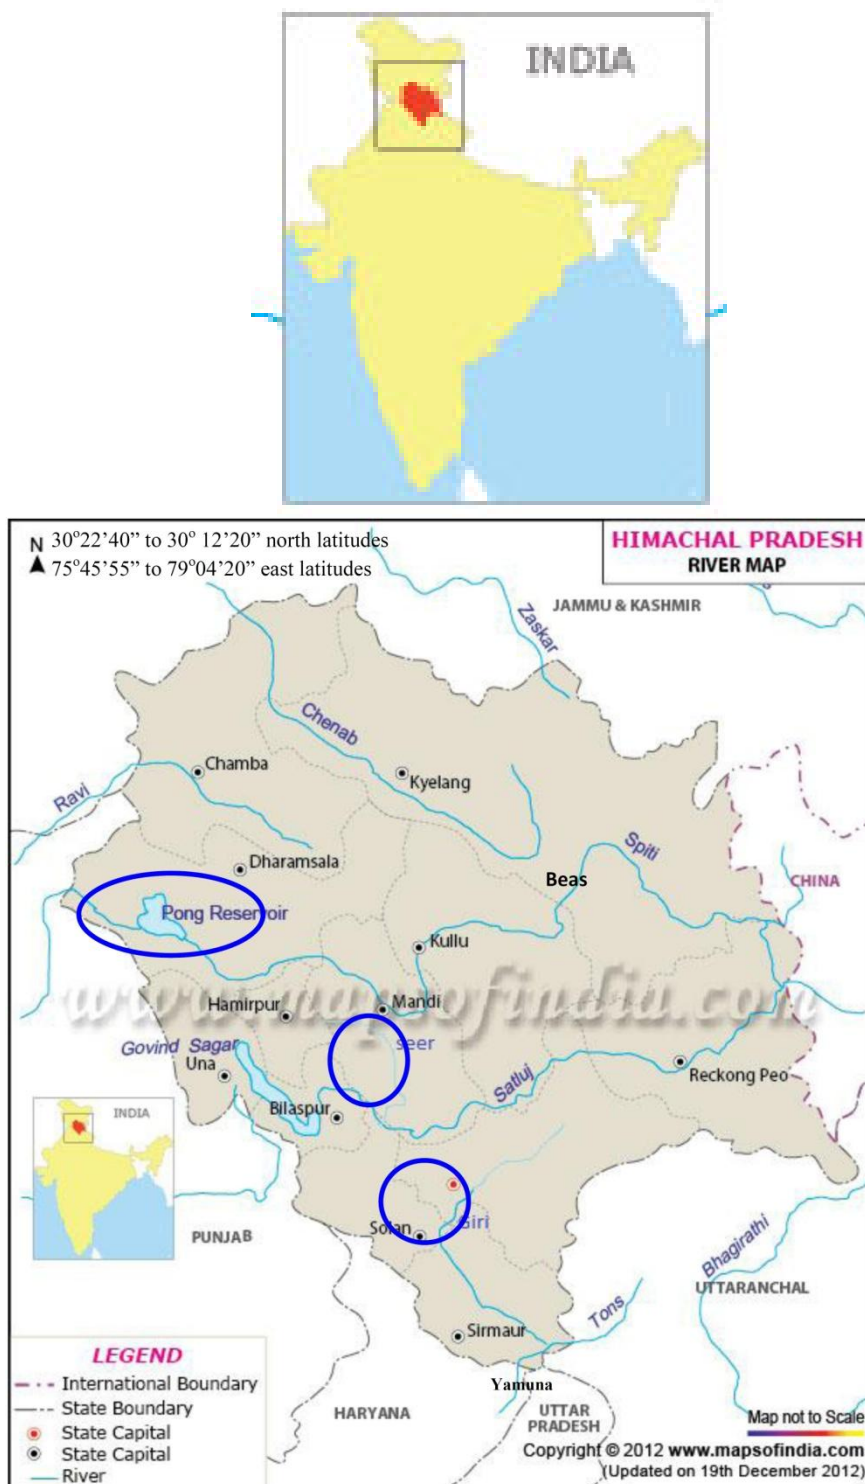 INDIA
N 30°22'40" to 30° 12'20" north latitudes
75°45'55" to 79°04'20" east latitudes
HIMACHAL PRADESH
RIVER MAP
JAMMU & KASHMIR
Zaskar
Chenab
Chamba
Kyelang
Ravi
Spiti
Dharamsala
Beas
CHINA
Pong Reservoir
Kullu
www.mapsofindia.com
Hamirpur
Mandi
seer
Govind Sagar
Una
Satluj
Reckong Peo
Bilaspur
INDIA
Solan
Giri
PUNJAB
Bhagirathi
UTTARANCHAL
Tons
Sirmaur
Yamuna
HARYANA
UTTAR
PRADESH
LEGEND
International Boundary
State Boundary
State Capital
State Capital
River
Map not to Scale
Copyright © 2012 www.mapsofindia.com
(Updated on 19th December 2012)